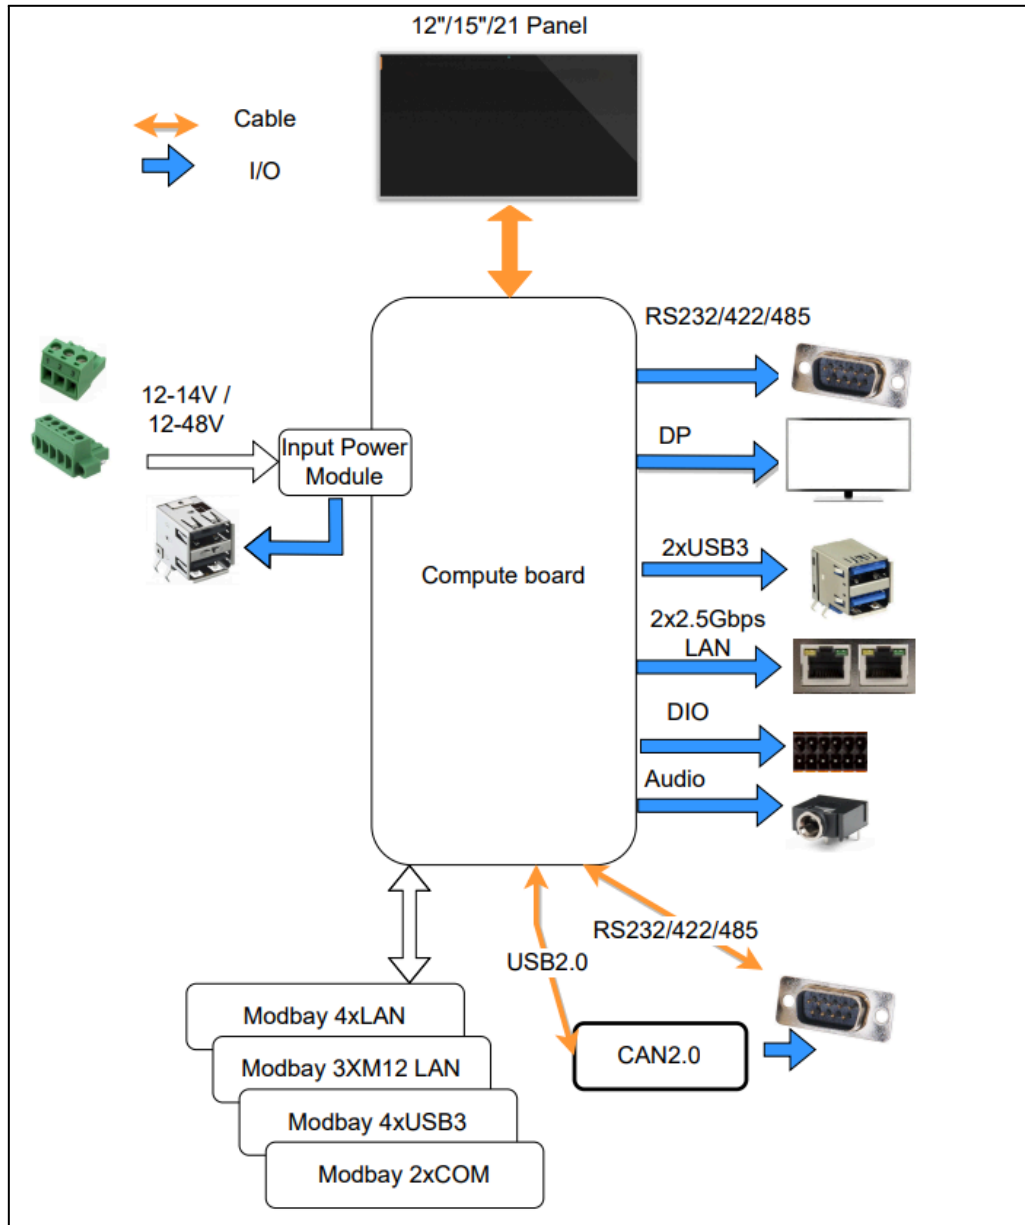 12"/15"/21 Panel
Cable
I/O
RS232/422/485
12-14V /
12-48V
Input Power
Module
DP
Compute board
2xUSB3
2x2.5Gbps
LAN
DIO
Audio
RS232/422/485
USB2.0
Modbay 4xLAN
CAN2.0
Modbay 3XM12 LAN
Modbay 4xUSB3
Modbay 2xCOM